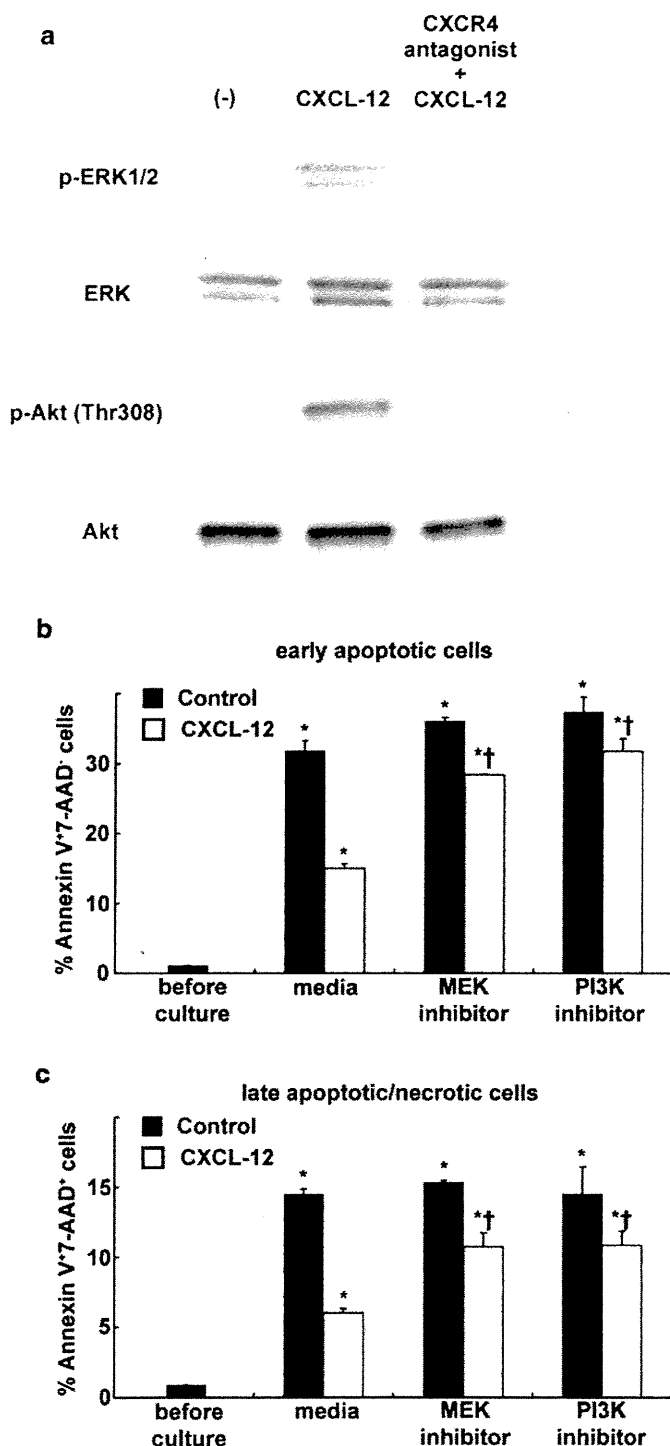 a
CXCR4
antagonist
+
(-) CXCL-12 CXCL-12
p-ERK1/2
ERK
p-Akt (Thr308)
Akt
b
early apoptotic cells
Control
CXCL-12
% Annexin V⁺7-AAD⁻ cells
30
20
10
0
* * * *† * *†
before culture
media
MEK inhibitor
PI3K inhibitor
c
late apoptotic/necrotic cells
Control
CXCL-12
% Annexin V⁺7-AAD⁺ cells
15
10
5
0
* * * *† * *†
before culture
media
MEK inhibitor
PI3K inhibitor